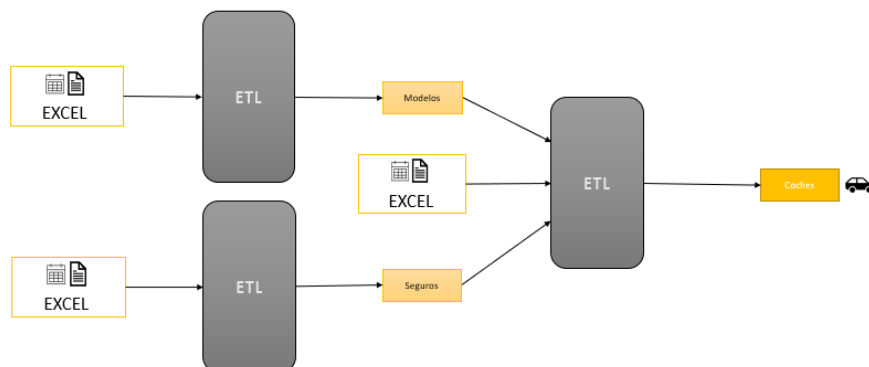 EXCEL
ETL
Modelos
EXCEL
ETL
Coches
EXCEL
ETL
Seguros